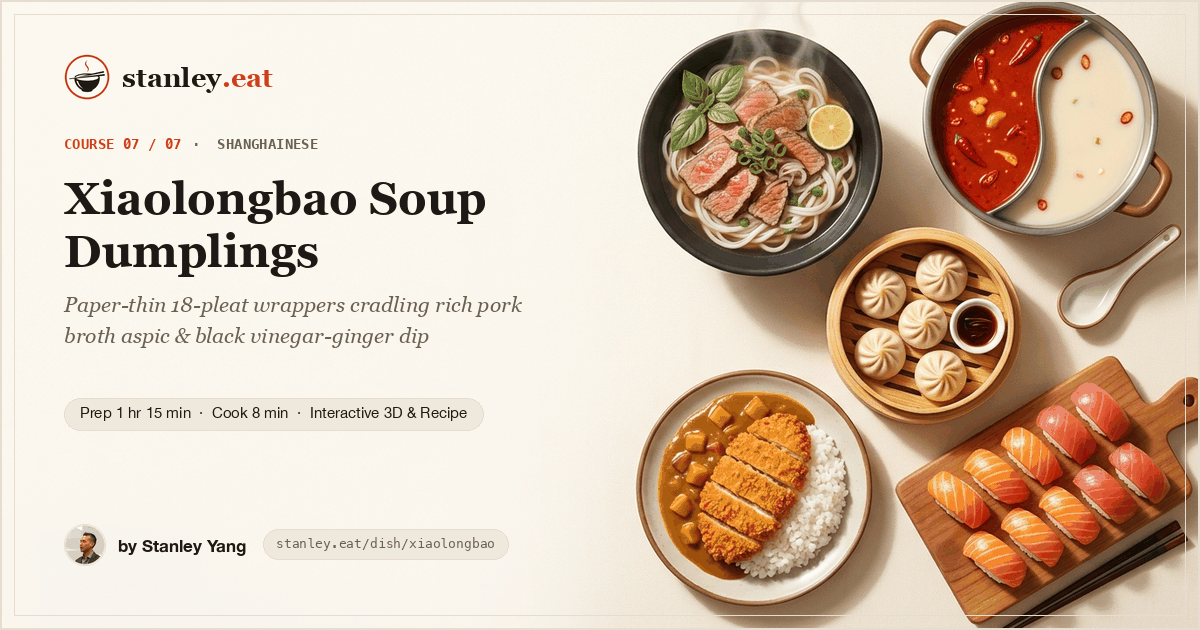 stanley.eat
COURSE 07 / 07 · SHANGHAINESE
Xiaolongbao Soup
Dumplings
Paper-thin 18-pleat wrappers cradling rich pork
broth aspic & black vinegar-ginger dip
Prep 1 hr 15 min · Cook 8 min · Interactive 3D & Recipe
by Stanley Yang
stanley.eat/dish/xiaolongbao